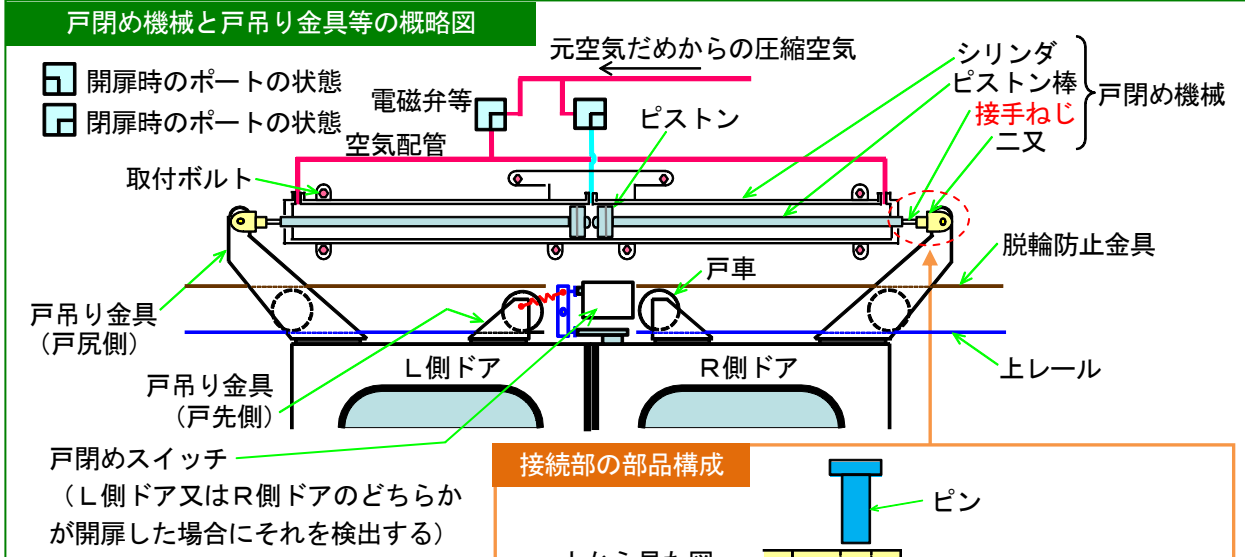 戸閉め機械と戸吊り金具等の概略図
開扉時のポートの状態
閉扉時のポートの状態
元空気だめからの圧縮空気
電磁弁等
空気配管
ピストン
シリンダ
ピストン棒
接手ねじ
二又
戸閉め機械
取付ボルト
脱輪防止金具
戸車
戸吊り金具
(戸尻側)
L側ドア
R側ドア
上レール
戸吊り金具
(戸先側)
戸閉めスイッチ
(L側ドア又はR側ドアのどちらか
が開扉した場合にそれを検出する)
接続部の部品構成
ピン
上から見た図